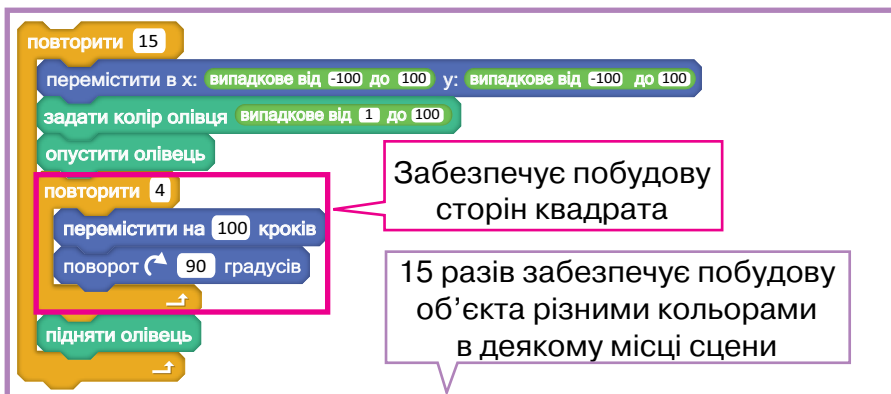 повторити 15
перемістити в х: випадкове від -100 до 100 у: випадкове від -100 до 100
задати колір олівця випадкове від 1 до 100
опустити олівець
повторити 4
перемістити на 100 кроків
поворот 90 градусів
підняти олівець
Забезпечує побудову
сторін квадрата
15 разів забезпечує побудову
об’єкта різними кольорами
в деякому місці сцени